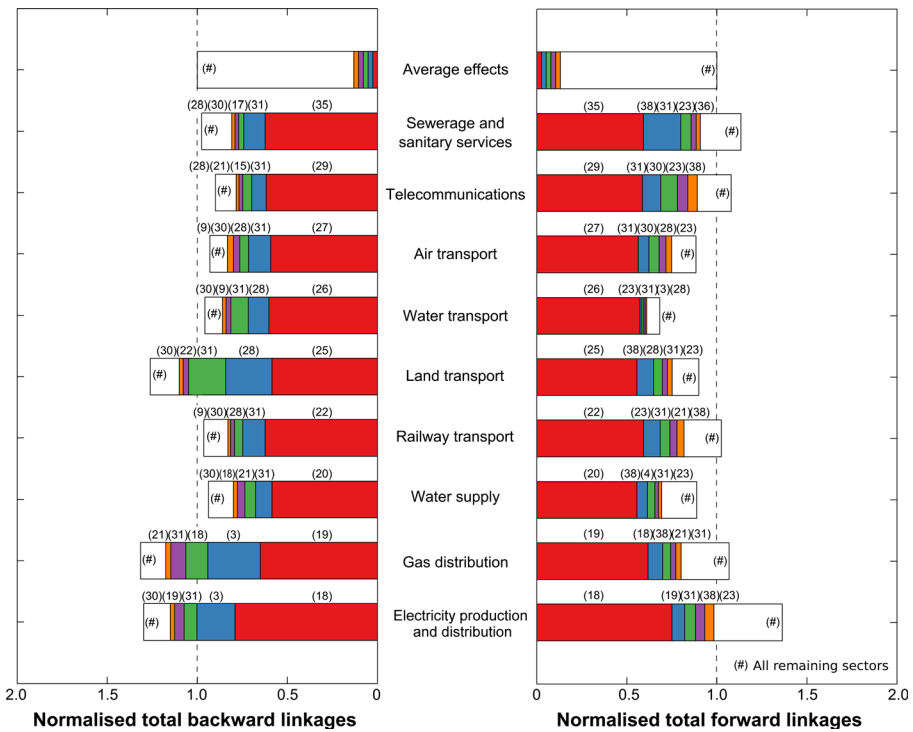 (#) Average effects (#)
(28)(30)(17)(31) (35) (35) (38)(31)(23)(36)
(#) Sewerage and
sanitary services (#)
(28)(21)(15)(31) (29) (29) (31)(30)(23)(38)
(#) Telecommunications (#)
(9)(30)(28)(31) (27) (27) (31)(30)(28)(23)
(#) Air transport (#)
(30)(9)(31)(28) (26) (26) (23)(31)(3)(28)
(#) Water transport (#)
(30)(22)(31) (28) (25) (25) (38)(28)(31)(23)
(#) Land transport (#)
(9)(30)(28)(31) (22) (22) (23)(31)(21)(38)
(#) Railway transport (#)
(30)(18)(21)(31) (20) (20) (38)(4)(31)(23)
(#) Water supply (#)
(21)(31)(18) (3) (19) (19) (18)(38)(21)(31)
(#) Gas distribution (#)
(30)(19)(31) (3) (18) (18) (19)(31)(38)(23)
(#) Electricity production
and distribution (#)
(#) All remaining sectors
2.0 1.0 0.5 0 0 0.5 1.0 2.0
Normalised total backward linkages Normalised total forward linkages